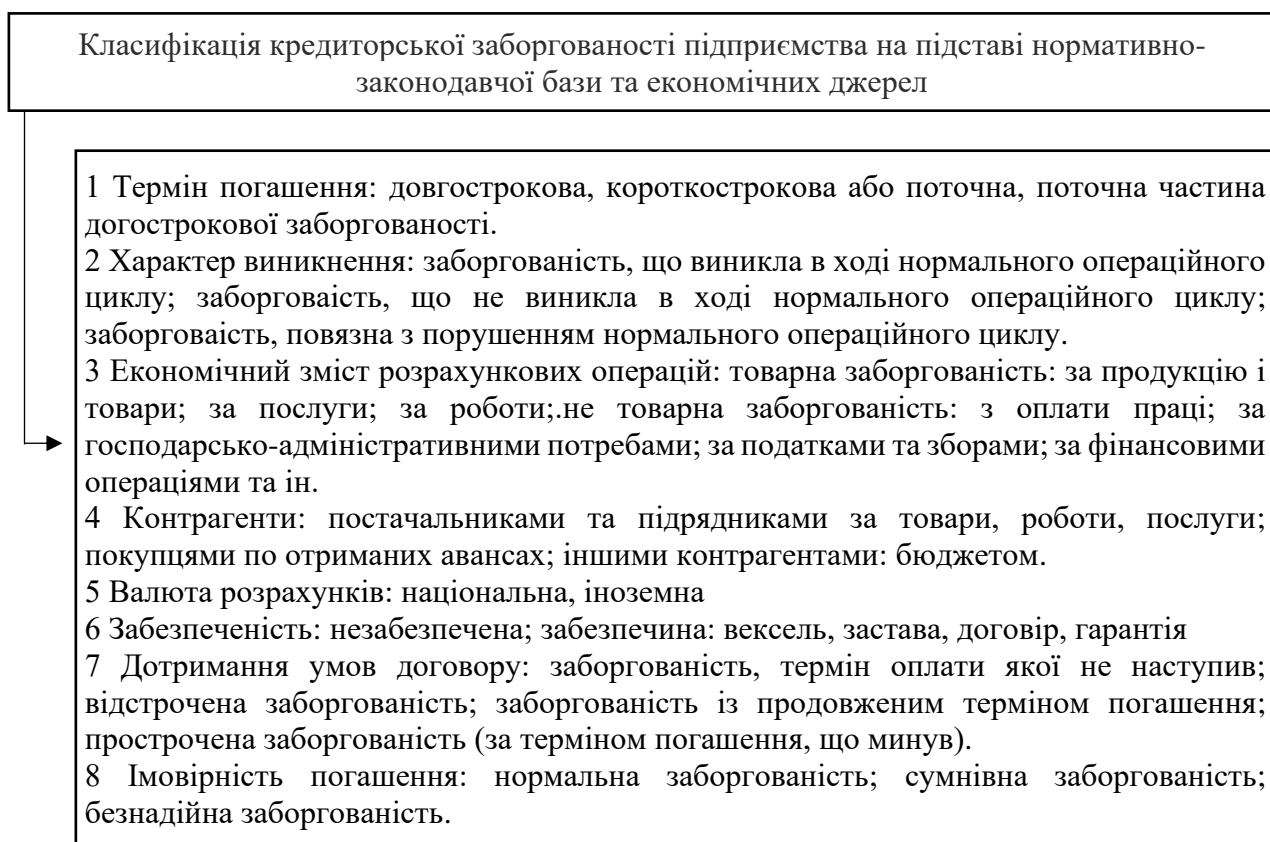 Класифікація кредиторської заборгованості підприємства на підставі нормативно-
законодавчої бази та економічних джерел
1 Термін погашення: довгострокова, короткострокова або поточна, поточна частина
догострокової заборгованості.
2 Характер виникнення: заборгованість, що виникла в ході нормального операційного
циклу; заборговаість, що не виникла в ході нормального операційного циклу;
заборговаість, повязна з порушенням нормального операційного циклу.
3 Економічний зміст розрахункових операцій: товарна заборгованість: за продукцію і
товари; за послуги; за роботи;.не товарна заборгованість: з оплати праці; за
господарсько-адміністративними потребами; за податками та зборами; за фінансовими
операціями та ін.
4 Контрагенти: постачальниками та підрядниками за товари, роботи, послуги;
покупцями по отриманих авансах; іншими контрагентами: бюджетом.
5 Валюта розрахунків: національна, іноземна
6 Забезпеченість: незабезпечена; забезпечина: вексель, застава, договір, гарантія
7 Дотримання умов договору: заборгованість, термін оплати якої не наступив;
відстрочена заборгованість; заборгованість із продовженим терміном погашення;
прострочена заборгованість (за терміном погашення, що минув).
8 Імовірність погашення: нормальна заборгованість; сумнівна заборгованість;
безнадійна заборгованість.